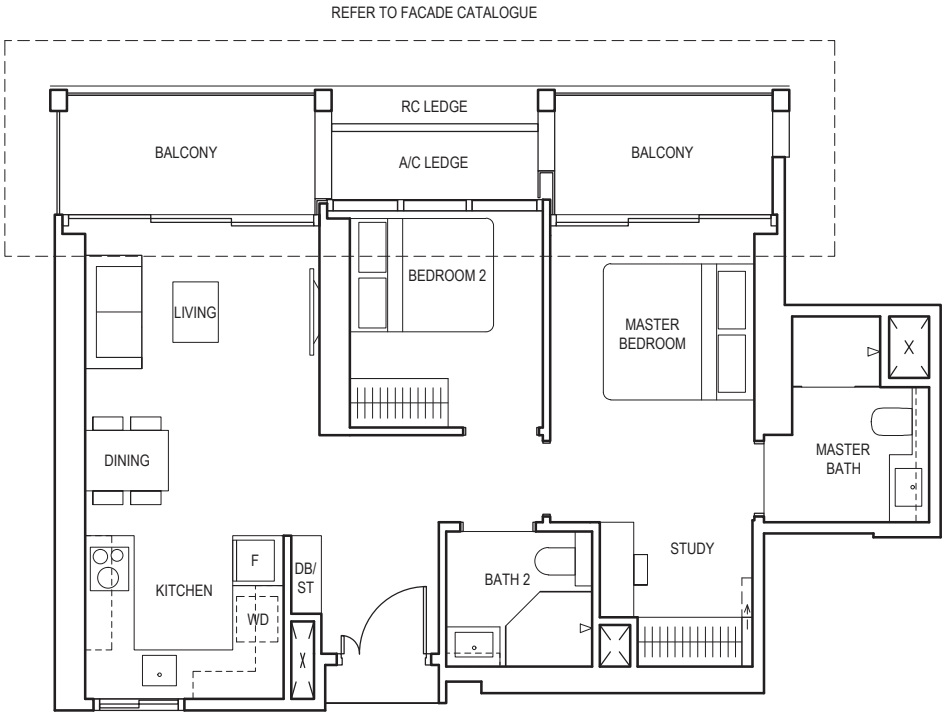 REFER TO FACADE CATALOGUE
RC LEDGE
BALCONY
A/C LEDGE
BALCONY
BEDROOM 2
LIVING
MASTER
BEDROOM
X
DINING
MASTER
BATH
STUDY
F
DB/
ST
BATH 2
KITCHEN
WD
X